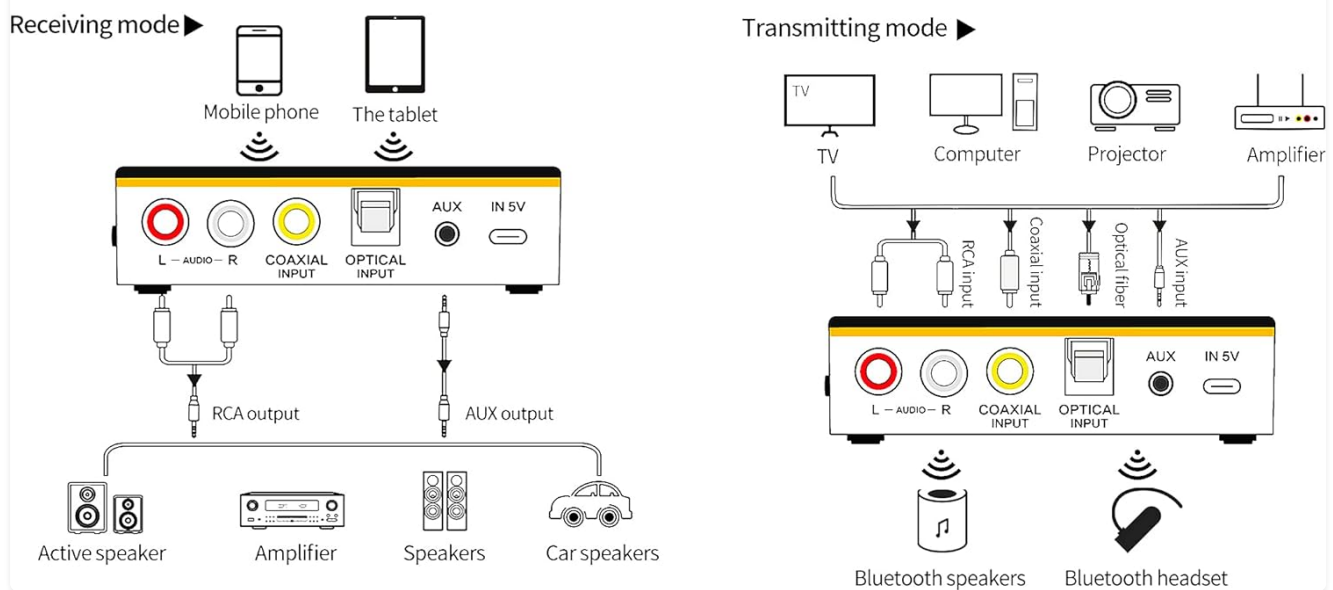 Receiving mode
Mobile phone
The tablet
AUX
IN 5V
L – AUDIO – R
COAXIAL
INPUT
OPTICAL
INPUT
RCA output
AUX output
Active speaker
Amplifier
Speakers
Car speakers
Transmitting mode
TV
TV
Computer
Projector
Amplifier
RCA input
Coaxial input
Optical fiber
AUX input
AUX
IN 5V
L – AUDIO – R
COAXIAL
INPUT
OPTICAL
INPUT
Bluetooth speakers
Bluetooth headset